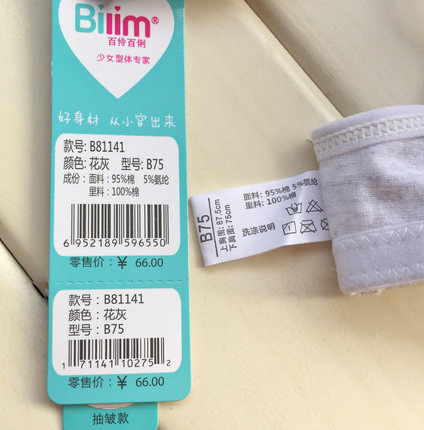 Bilim®
百伶百俐
少女型体专家
好身材 从小穿出来
款号: B81141
颜色: 花灰 型号: B75
成份: 面料: 95%棉 5%氨纶
里料: 100%棉
6 952189 596550
零售价: ¥ 66.00
款号: B81141
颜色: 花灰
型号: B75
1 71141 10275 2
零售价: ¥ 66.00
抽皱款
B75
上胸围: 87.5cm
下胸围: 75cm
面料: 95%棉 5%氨纶
里料: 100%棉
洗涤说明